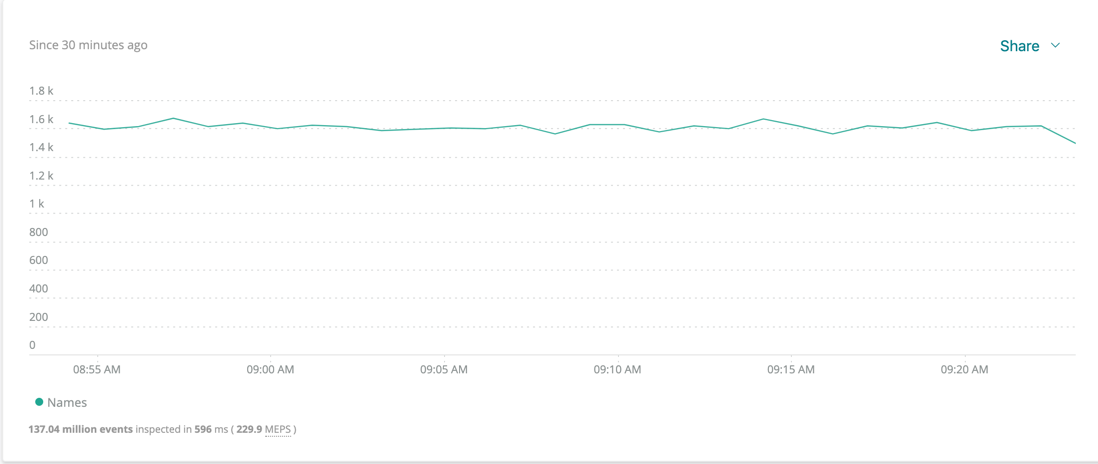 Since 30 minutes ago
Share
1.8 k
1.6 k
1.4 k
1.2 k
1 k
800
600
400
200
0
08:55 AM 09:00 AM 09:05 AM 09:10 AM 09:15 AM 09:20 AM
Names
137.04 million events inspected in 596 ms ( 229.9 MEPS )